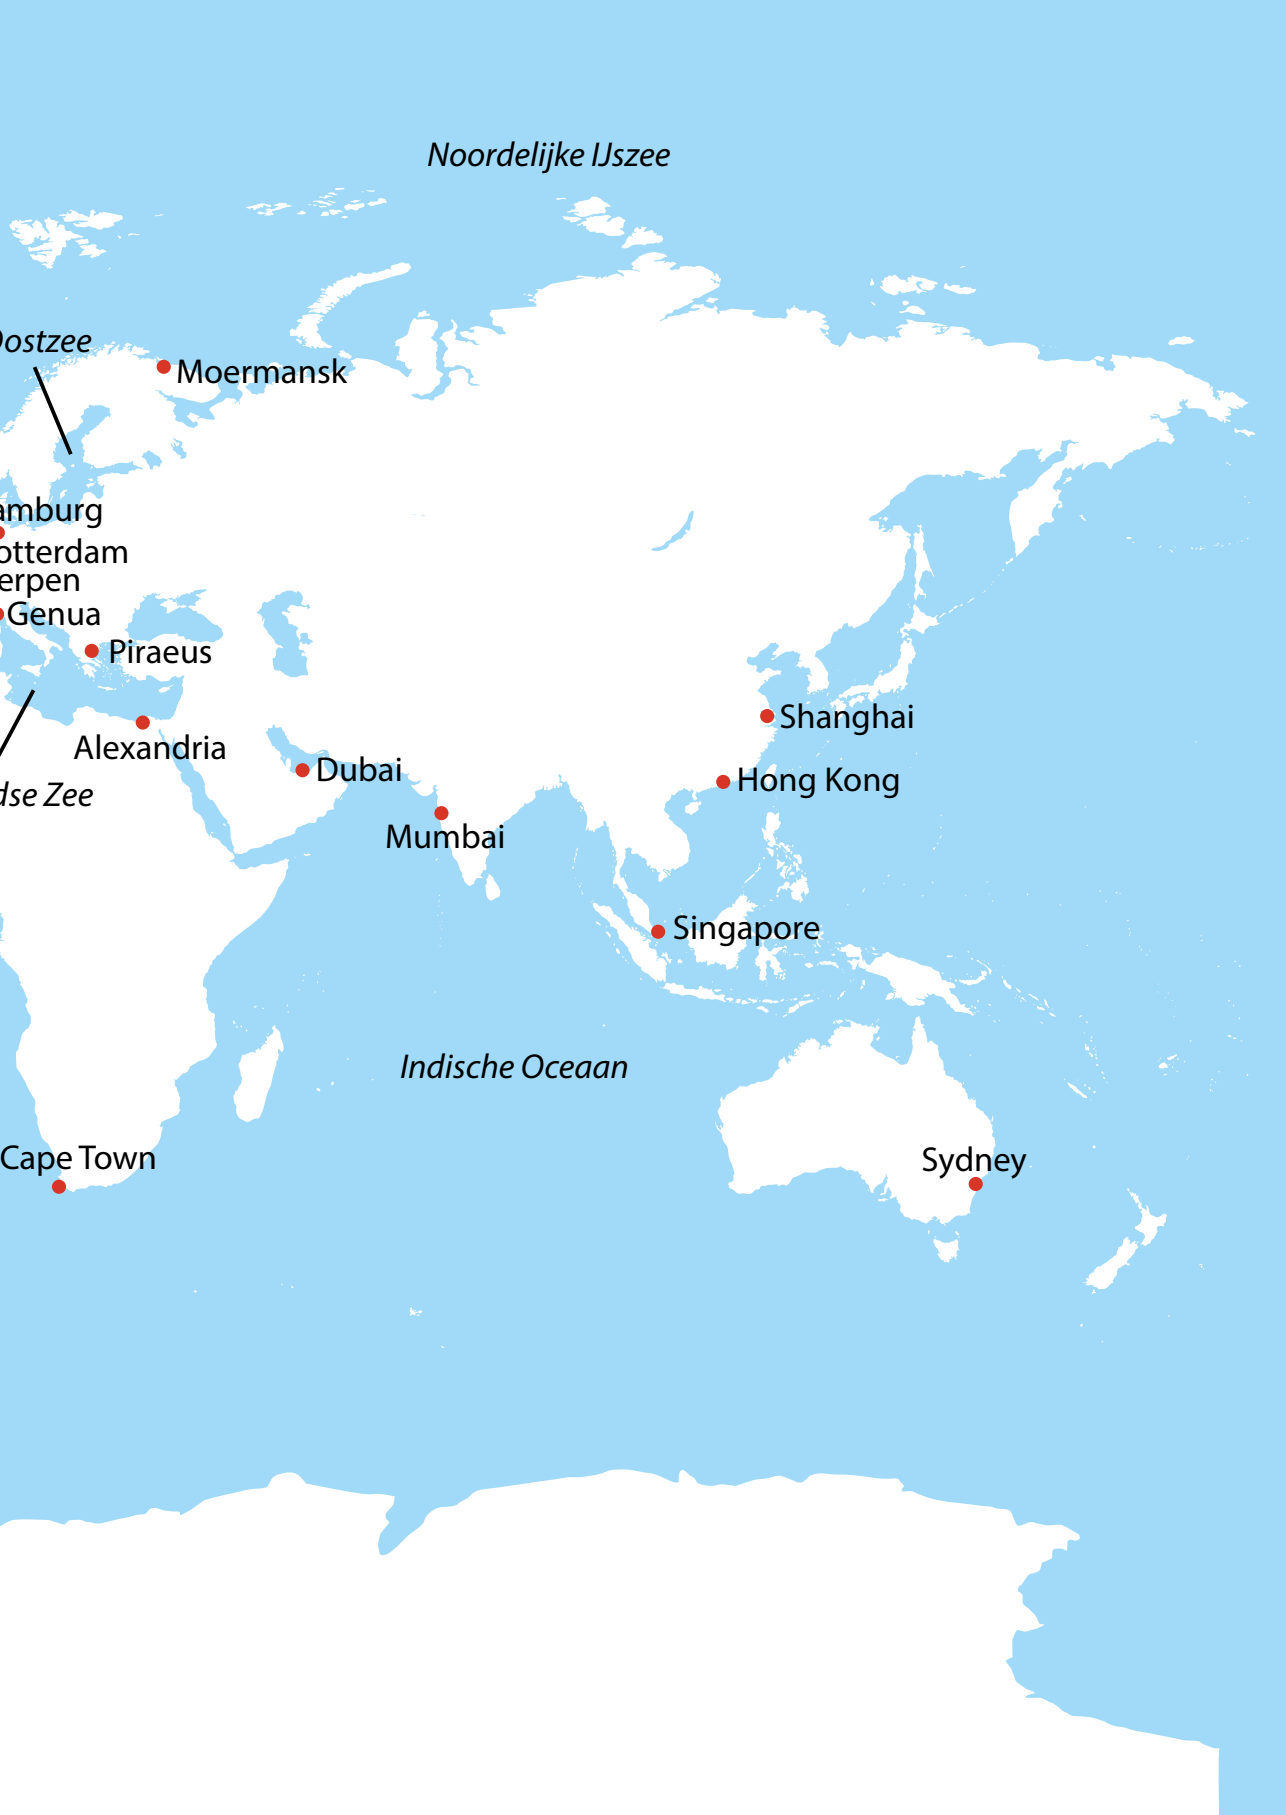 Noordelijke IJszee
Oostzee
Moermansk
amburg
otterdam
erpen
Genua
Piraeus
Shanghai
Alexandria
Dubai
Hong Kong
dse Zee
Mumbai
Singapore
Indische Oceaan
Cape Town
Sydney